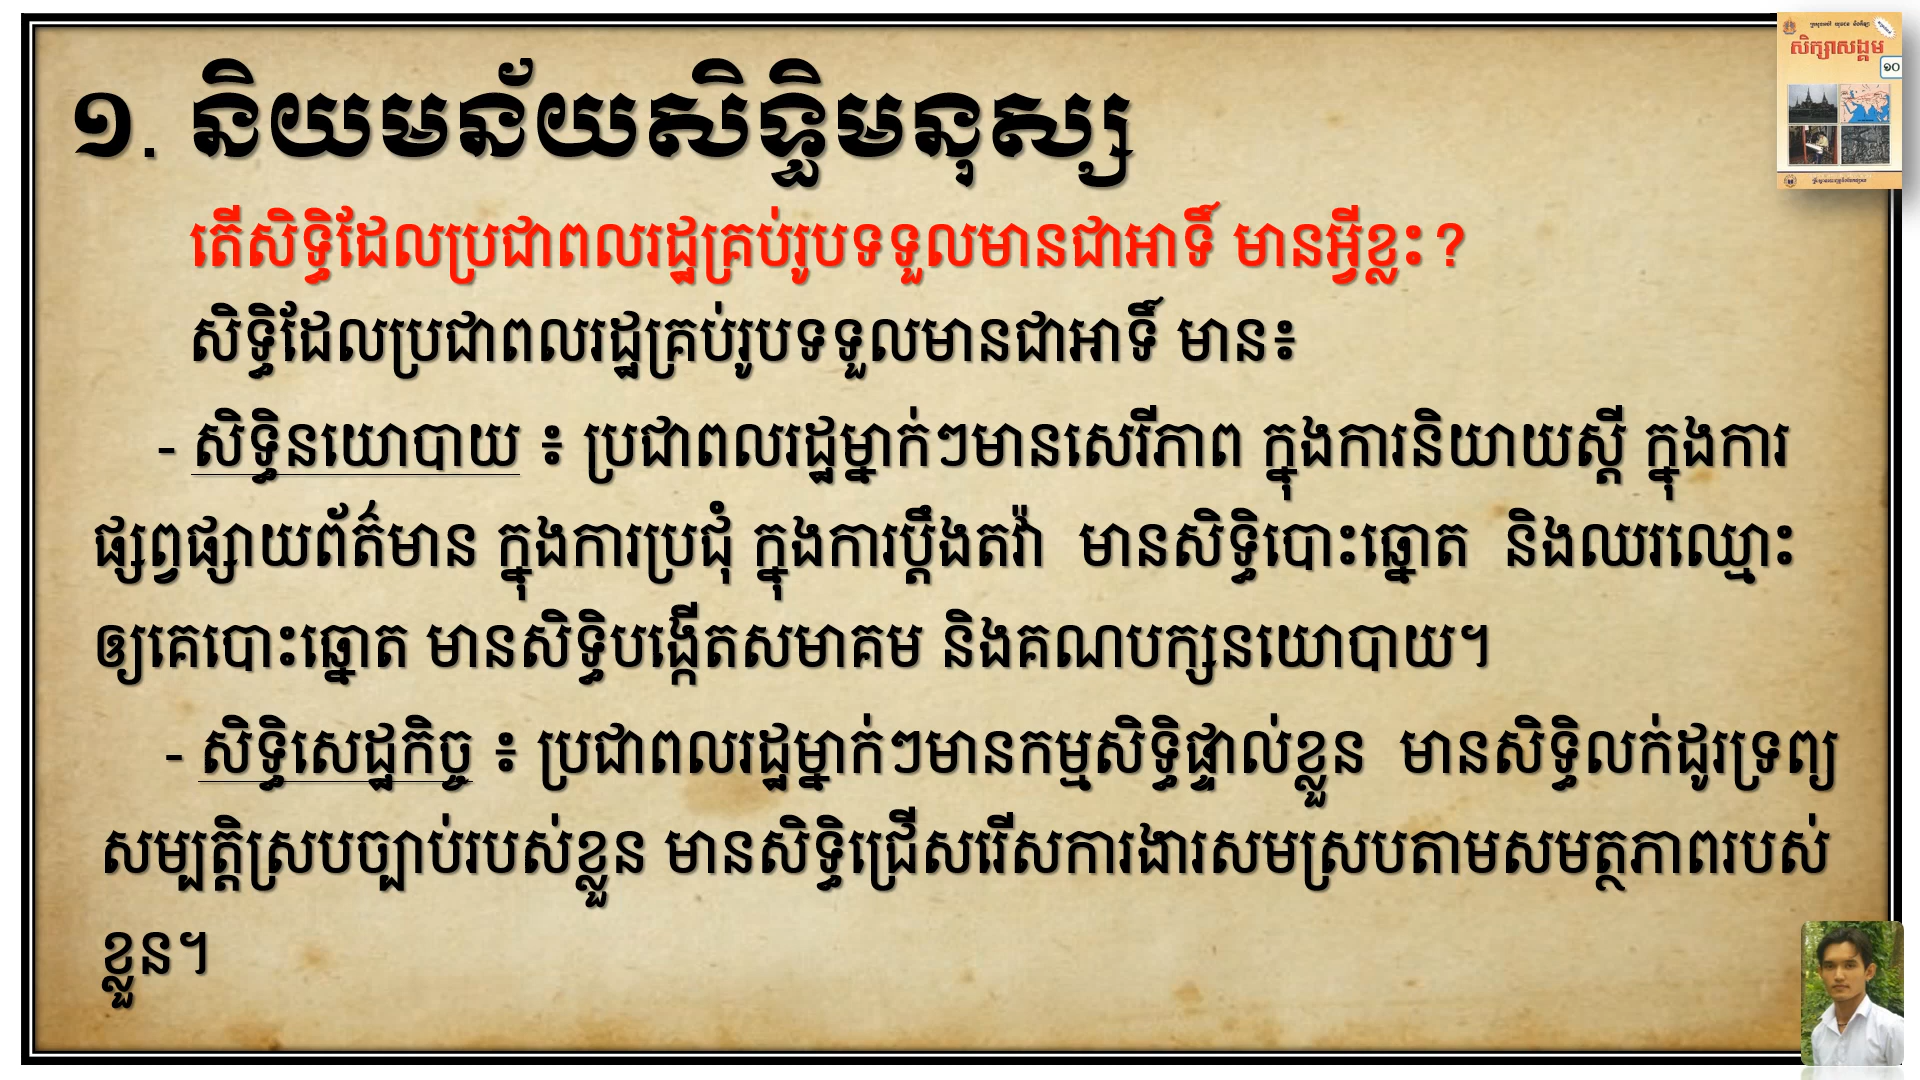 ១. និយមន័យសិទ្ធិមនុស្ស
តើសិទ្ធិដែលប្រជាពលរដ្ឋគ្រប់រូបទទួលមានជាអាទិ៍ មានអ្វីខ្លះ?
សិទ្ធិដែលប្រជាពលរដ្ឋគ្រប់រូបទទួលមានជាអាទិ៍ មាន៖
- សិទ្ធិនយោបាយ ៖ ប្រជាពលរដ្ឋម្នាក់ៗមានសេរីភាព ក្នុងការនិយាយស្តី ក្នុងការ
ផ្សព្វផ្សាយព័ត៌មាន ក្នុងការប្រជុំ ក្នុងការប្តឹងតវ៉ា មានសិទ្ធិបោះឆ្នោត និងឈរឈ្មោះ
ឲ្យគេបោះឆ្នោត មានសិទ្ធិបង្កើតសមាគម និងគណបក្សនយោបាយ។
- សិទ្ធិសេដ្ឋកិច្ច ៖ ប្រជាពលរដ្ឋម្នាក់ៗមានកម្មសិទ្ធិផ្ទាល់ខ្លួន មានសិទ្ធិលក់ដូរទ្រព្យ
សម្បត្តិស្របច្បាប់របស់ខ្លួន មានសិទ្ធិជ្រើសរើសការងារសមស្របតាមសមត្ថភាពរបស់
ខ្លួន។
សិក្សាសង្គម
១០